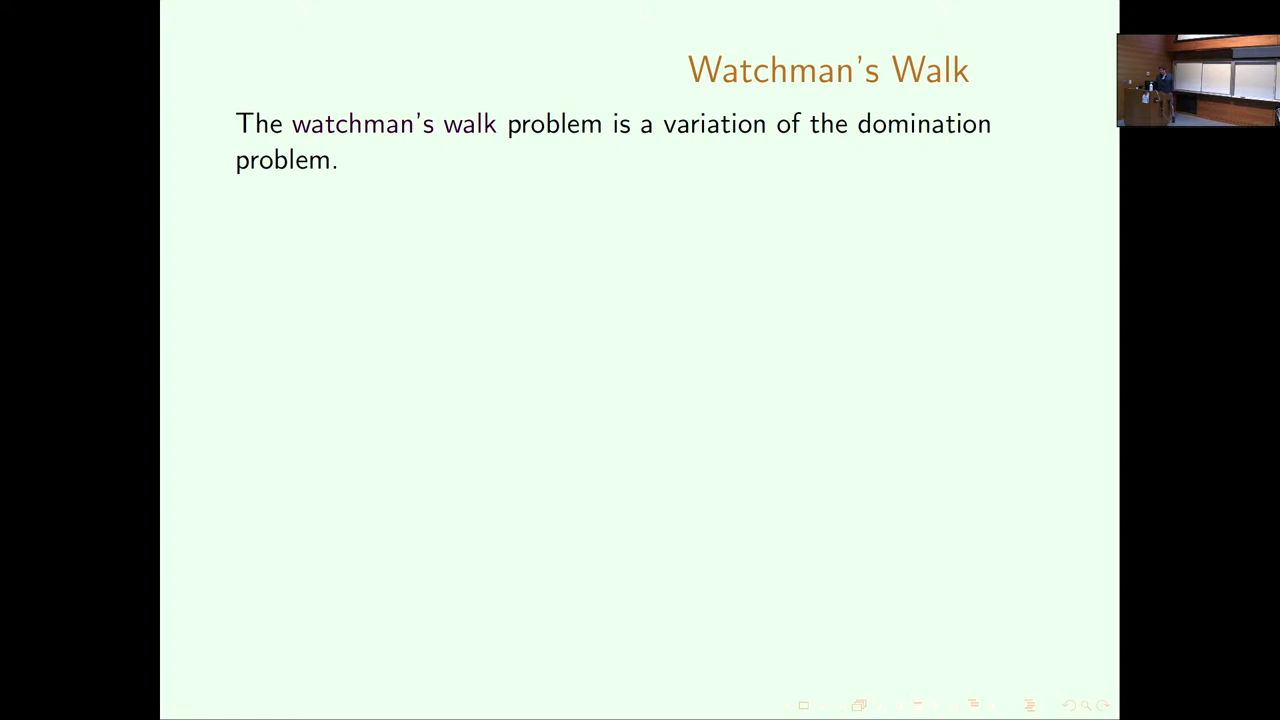 Watchman's Walk
The watchman's walk problem is a variation of the domination
problem.